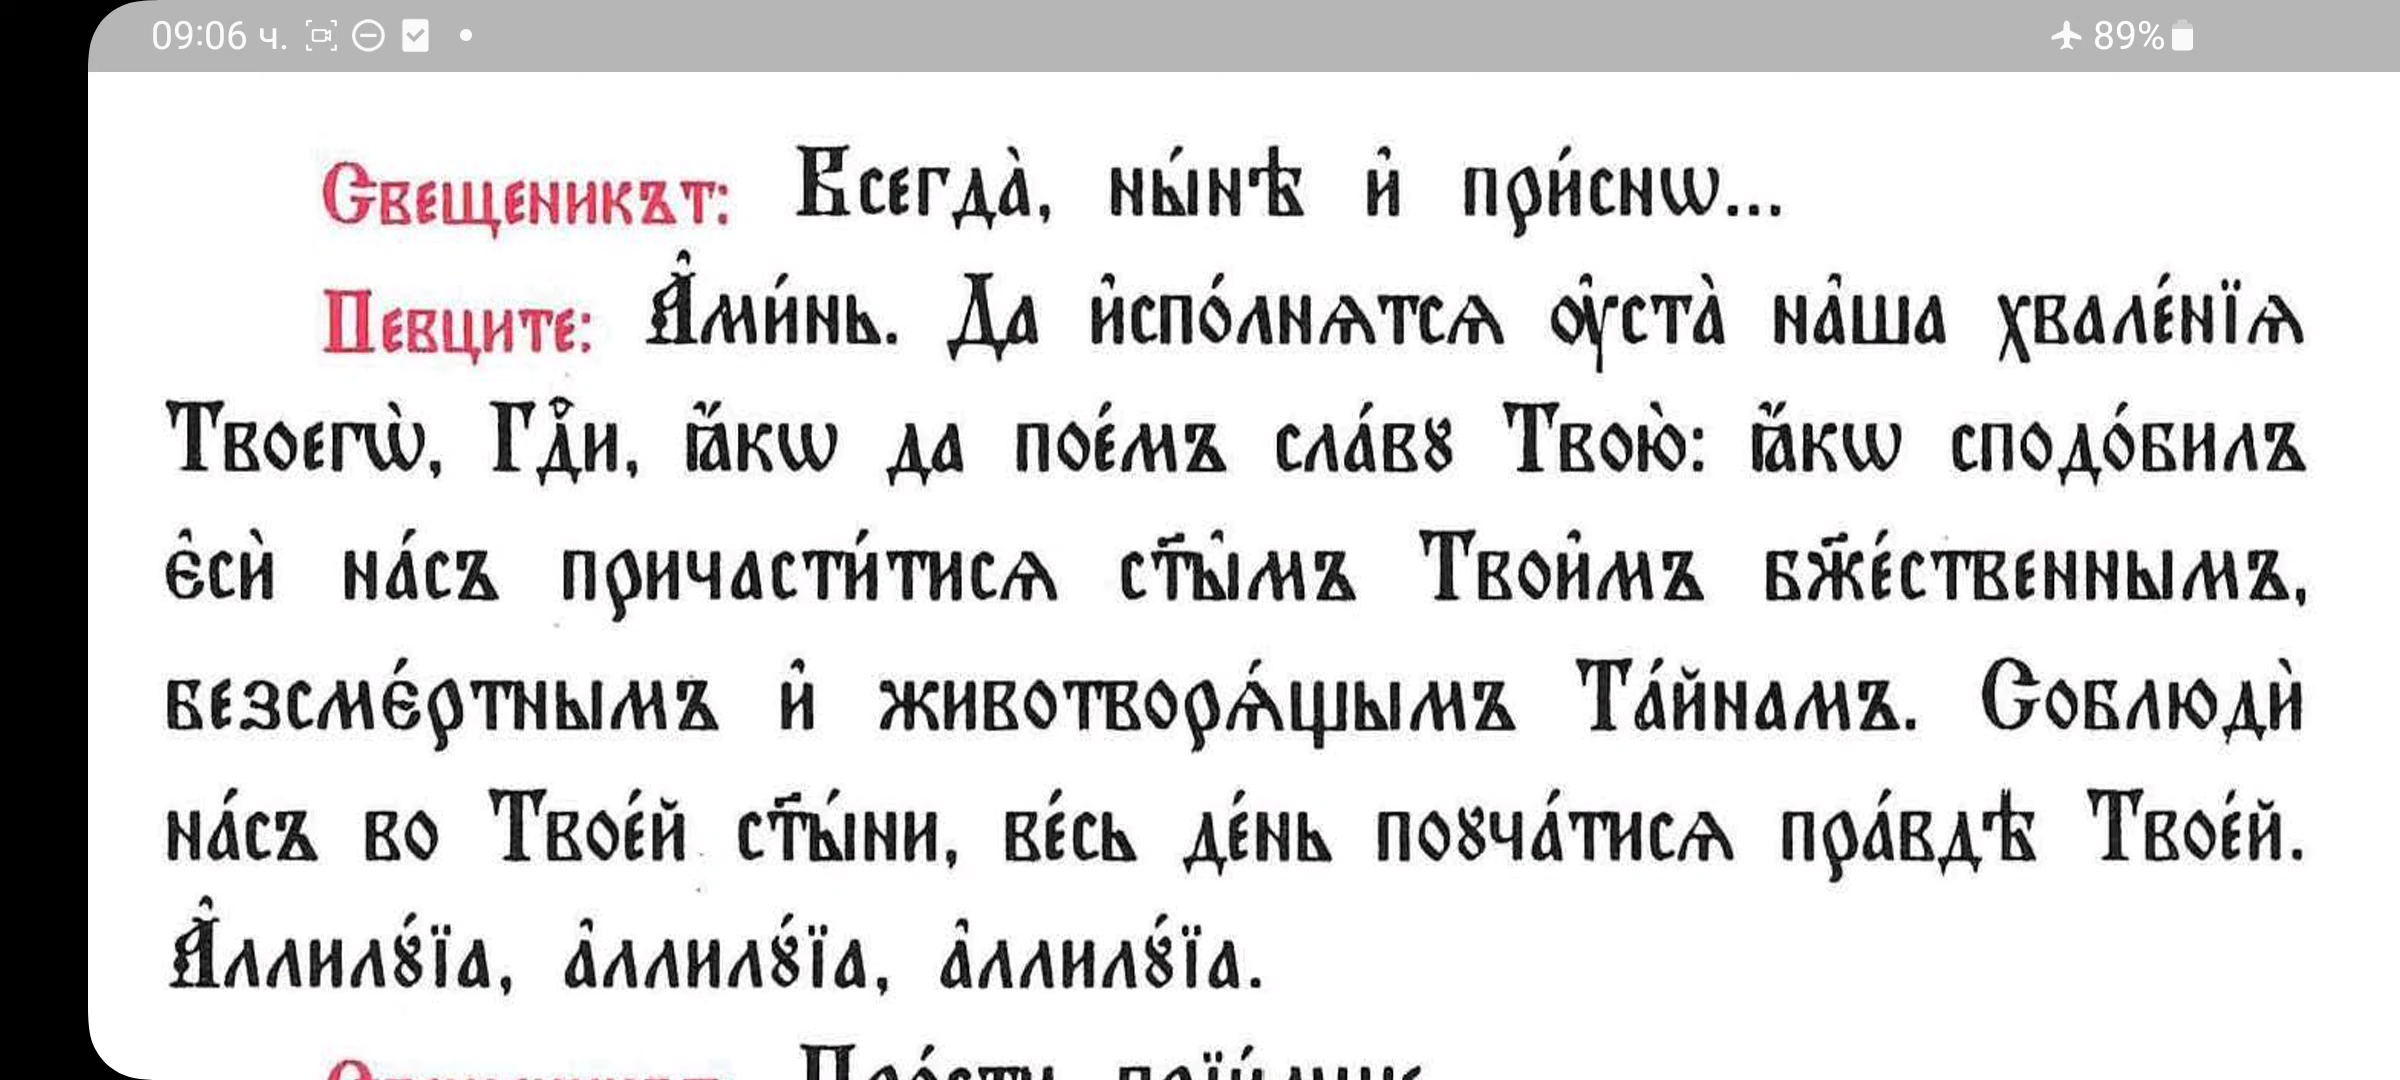 09:06 ч. 89%
Свещеникът: Всегда̀, ны́нѣ и҆ при́снѡ...
Певците: А҆ми́нь. Да и҆спо́лнѧтсѧ ѹ҆ста̀ на̑ша хвале́нїѧ
Твоегѡ̀, Гдⷭ҇и, ꙗ҆́кѡ да пое́мъ сла́вꙋ Твою̀: ꙗ҆́кѡ сподо́билъ
є҆сѝ на́съ причасти́тисѧ ст҃ы̑мъ Твои̑мъ бж҃е́ственнымъ,
безсме́ртнымъ и҆ животворѧ́щымъ Та́йнамъ. Соблюдѝ
на́съ во Твое́й ст҃ы́ни, ве́сь де́нь поꙋча́тисѧ пра́вдѣ Твое́й.
А҆ллилꙋ́їа, а҆ллилꙋ́їа, а҆ллилꙋ́їа.